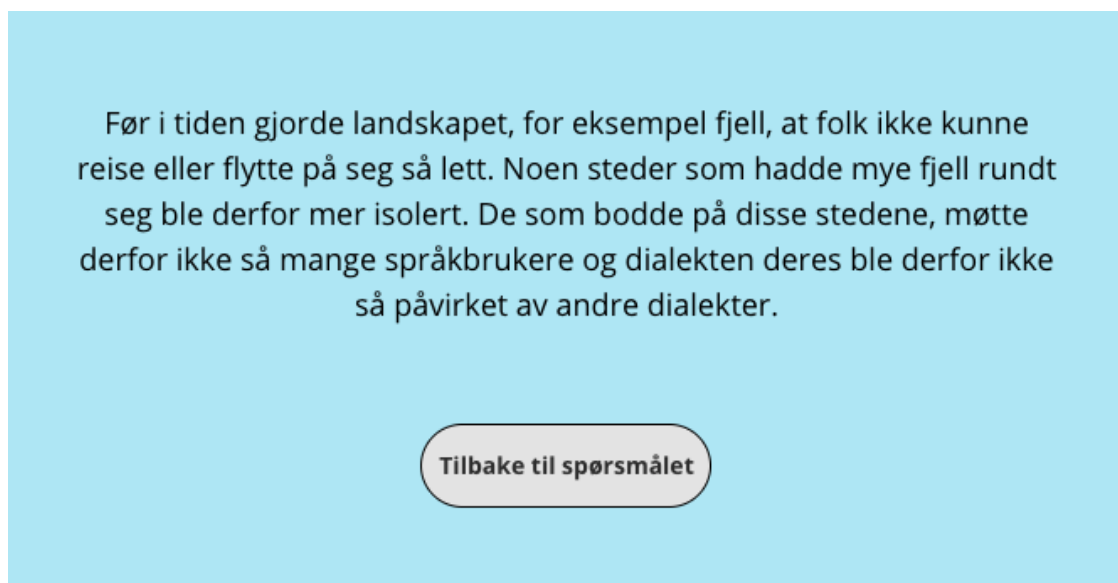 Før i tiden gjorde landskapet, for eksempel fjell, at folk ikke kunne
reise eller flytte på seg så lett. Noen steder som hadde mye fjell rundt
seg ble derfor mer isolert. De som bodde på disse stedene, møtte
derfor ikke så mange språkbrukere og dialekten deres ble derfor ikke
så påvirket av andre dialekter.
Tilbake til spørsmålet